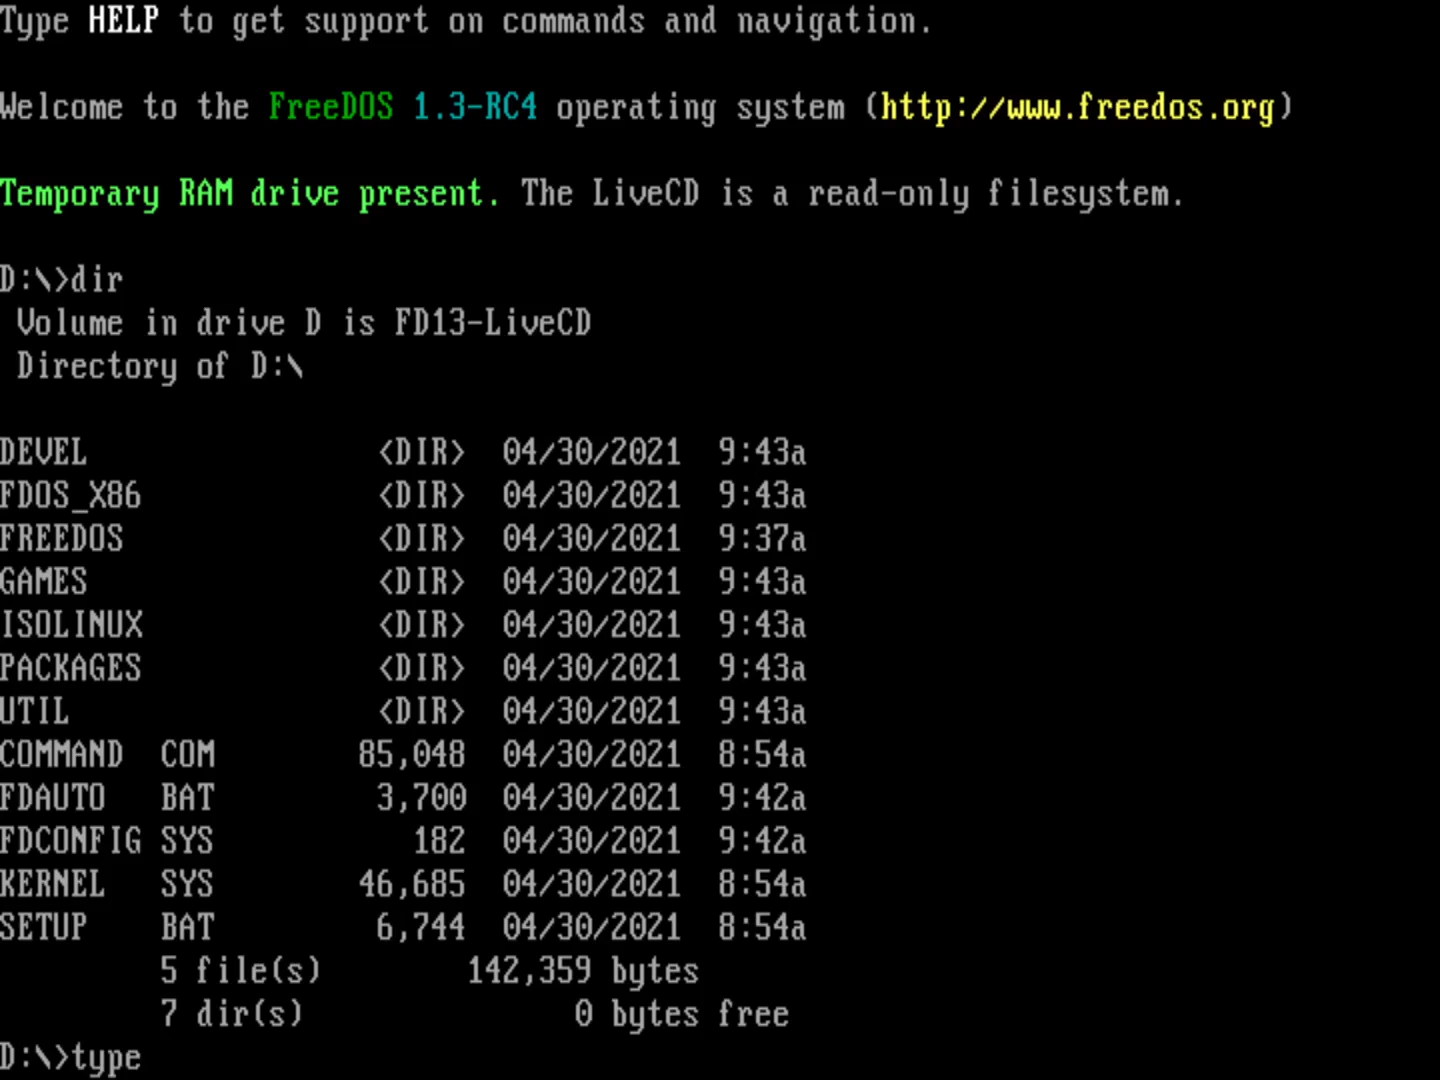 Type HELP to get support on commands and navigation.
Welcome to the FreeDOS 1.3-RC4 operating system (http://www.freedos.org)
Temporary RAM drive present. The LiveCD is a read-only filesystem.
D:\>dir
Volume in drive D is FD13-LiveCD
Directory of D:\
DEVEL <DIR> 04/30/2021 9:43a
FDOS_X86 <DIR> 04/30/2021 9:43a
FREEDOS <DIR> 04/30/2021 9:37a
GAMES <DIR> 04/30/2021 9:43a
ISOLINUX <DIR> 04/30/2021 9:43a
PACKAGES <DIR> 04/30/2021 9:43a
UTIL <DIR> 04/30/2021 9:43a
COMMAND COM 85,048 04/30/2021 8:54a
FDAUTO BAT 3,700 04/30/2021 9:42a
FDCONFIG SYS 182 04/30/2021 9:42a
KERNEL SYS 46,685 04/30/2021 8:54a
SETUP BAT 6,744 04/30/2021 8:54a
5 file(s) 142,359 bytes
7 dir(s) 0 bytes free
D:\>type